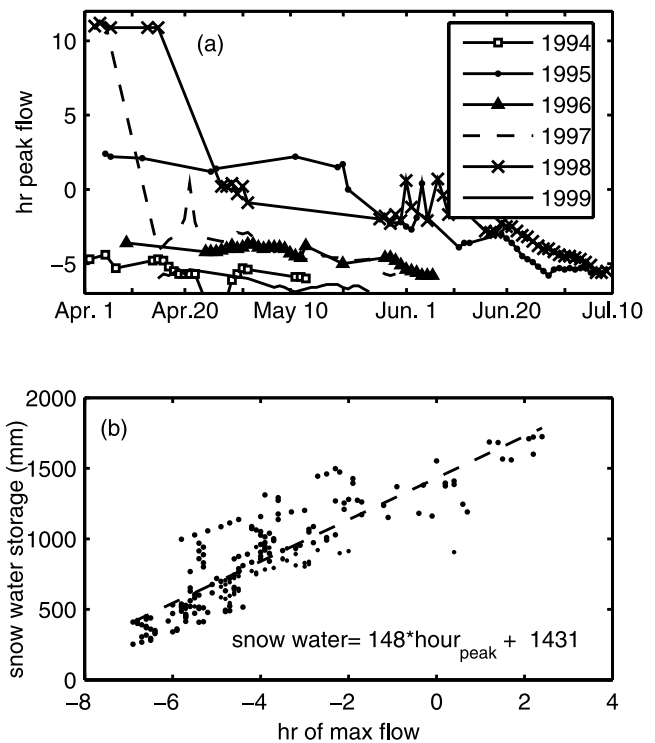 (a)
1994
1995
1996
1997
1998
1999
10
5
0
−5
hr peak flow
Apr. 1 Apr.20 May 10 Jun. 1 Jun.20 Jul.10
(b)
2000
1500
1000
500
0
snow water storage (mm)
snow water= 148*hour_peak + 1431
−8 −6 −4 −2 0 2 4
hr of max flow